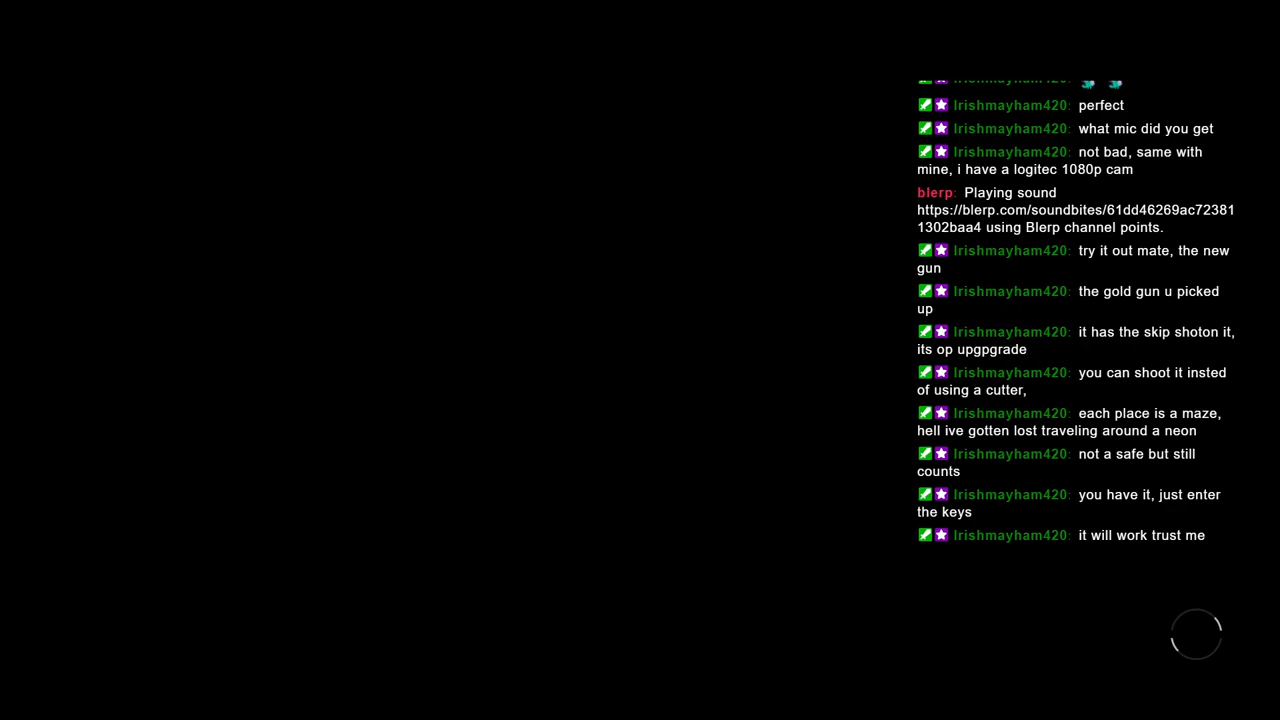 Irishmayham420:
Irishmayham420: perfect
Irishmayham420: what mic did you get
Irishmayham420: not bad, same with
mine, i have a logitec 1080p cam
blerp: Playing sound
https://blerp.com/soundbites/61dd46269ac72381
1302baa4 using Blerp channel points.
Irishmayham420: try it out mate, the new
gun
Irishmayham420: the gold gun u picked
up
Irishmayham420: it has the skip shoton it,
its op upgpgrade
Irishmayham420: you can shoot it insted
of using a cutter,
Irishmayham420: each place is a maze,
hell ive gotten lost traveling around a neon
Irishmayham420: not a safe but still
counts
Irishmayham420: you have it, just enter
the keys
Irishmayham420: it will work trust me